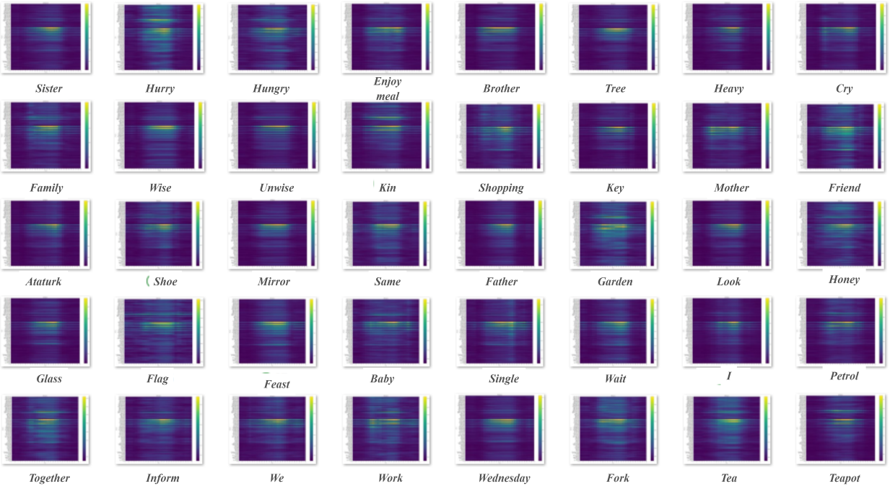 Sister Hurry Hungry Enjoy meal Brother Tree Heavy Cry
Family Wise Unwise Kin Shopping Key Mother Friend
Ataturk ( Shoe Mirror Same Father Garden Look Honey
Glass Flag Feast Baby Single Wait I Petrol
Together Inform We Work Wednesday Fork Tea Teapot